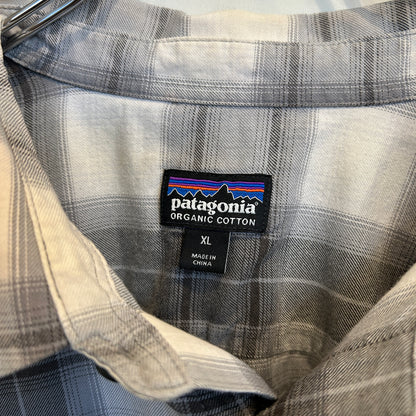 patagonia
ORGANIC COTTON
XL
MADE IN
CHINA